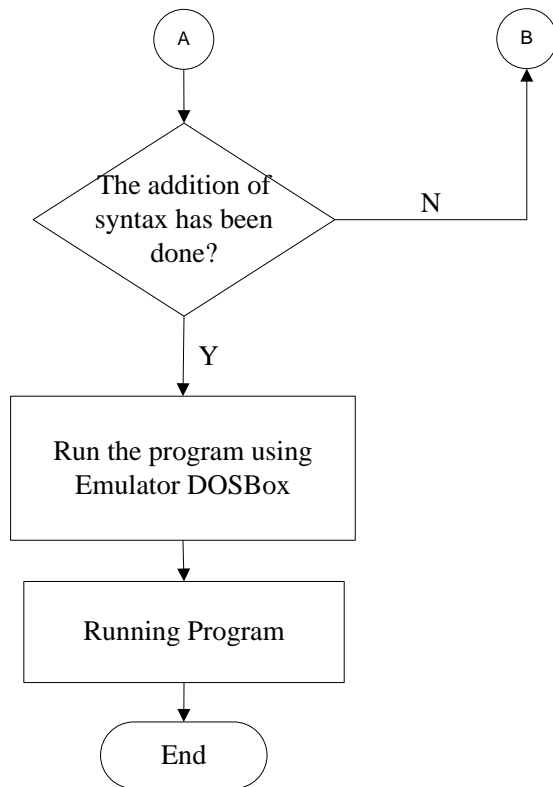 A
B
The addition of
syntax has been
done?
N
Y
Run the program using
Emulator DOSBox
Running Program
End